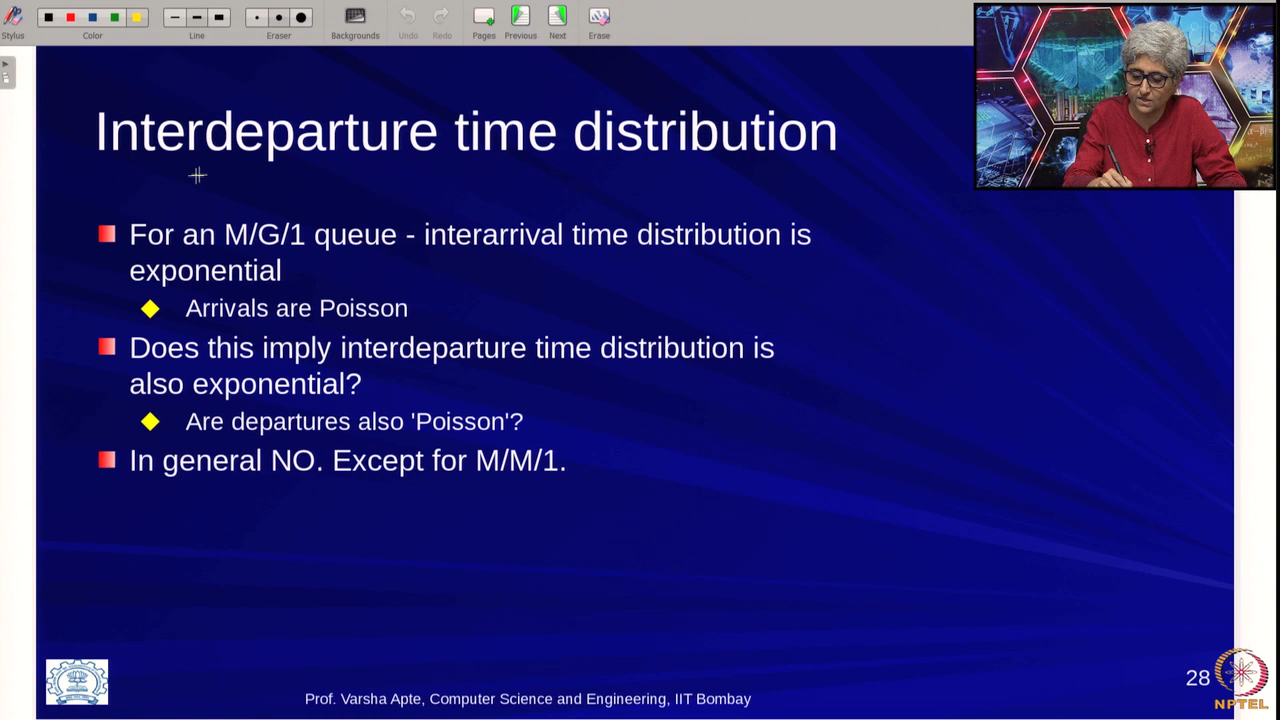 Stylus
Color
Line
Eraser
Backgrounds
Undo
Redo
Pages
Previous
Next
Erase
Interdeparture time distribution
For an M/G/1 queue - interarrival time distribution is
exponential
Arrivals are Poisson
Does this imply interdeparture time distribution is
also exponential?
Are departures also 'Poisson'?
In general NO. Except for M/M/1.
Prof. Varsha Apte, Computer Science and Engineering, IIT Bombay
28
NPTEL